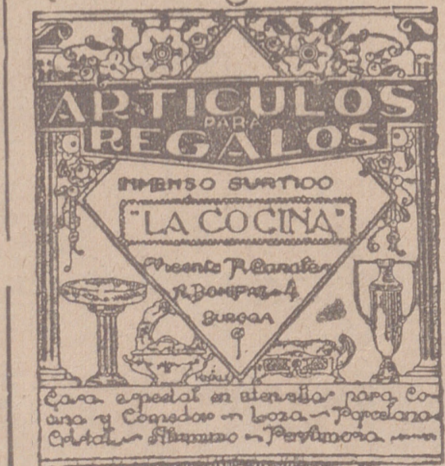 ARTICULOS
PARA
REGALOS
INMENSO SURTIDO
"LA COCINA"
Vicente R. Canales
R. BONIFAZ-4
BURGOS
Casa especial en utensilios para Co-
cina y Comedor - Loza - Porcelana
Cristal - Aluminio - Perfumeria